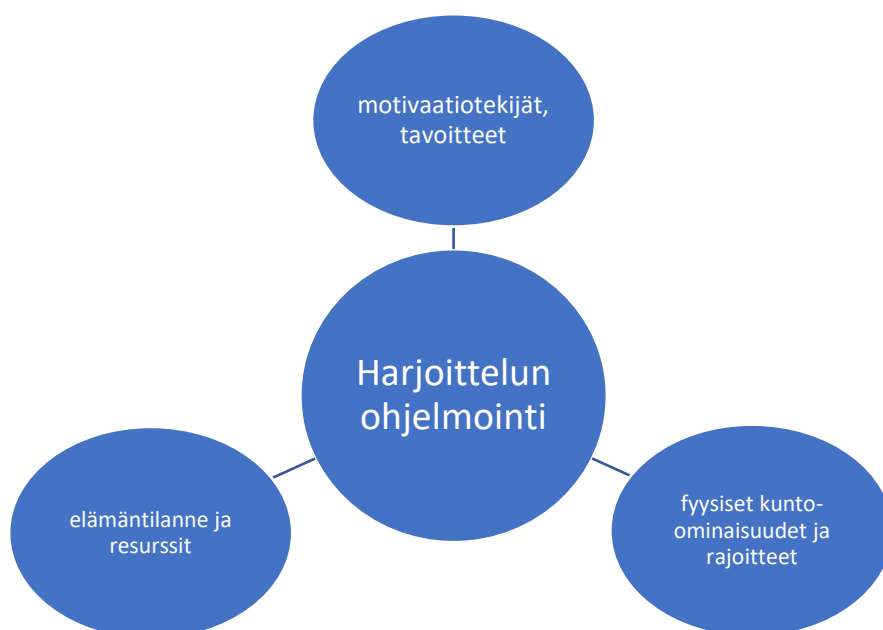 motivaatiotekijät,
tavoitteet
Harjoittelun
ohjelmointi
elämäntilanne ja
resurssit
fyysiset kunto-
ominaisuudet ja
rajoitteet